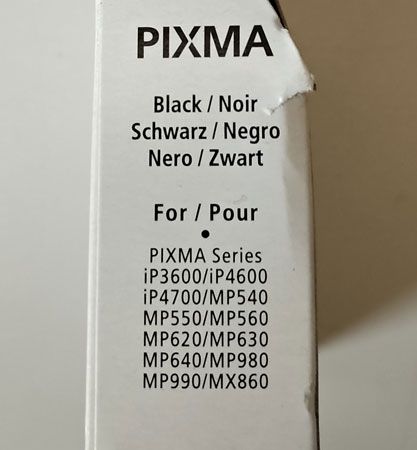 PIXMA
Black / Noir
Schwarz / Negro
Nero / Zwart
For / Pour
•
PIXMA Series
iP3600/iP4600
iP4700/MP540
MP550/MP560
MP620/MP630
MP640/MP980
MP990/MX860